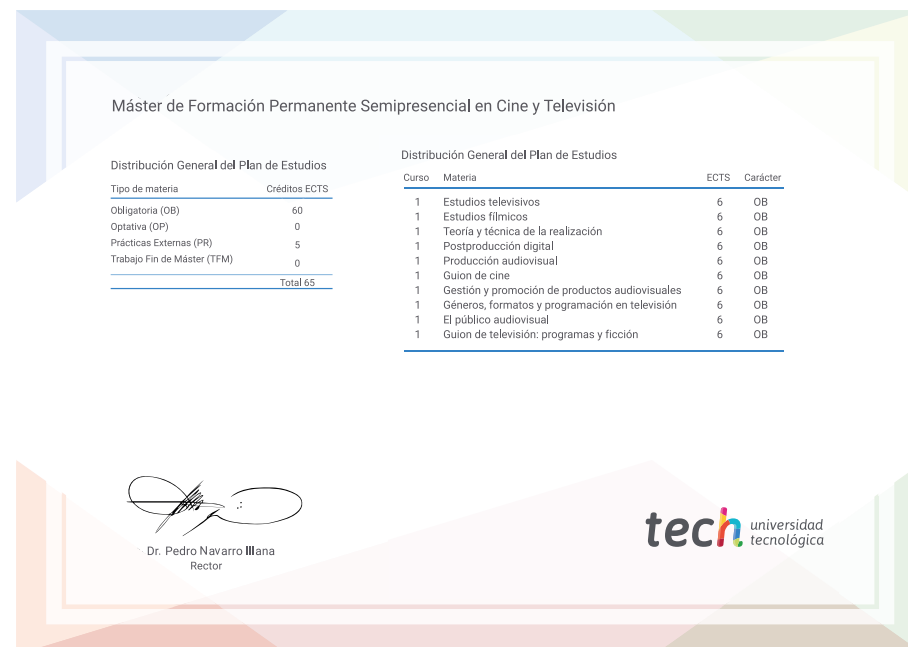 Máster de Formación Permanente Semipresencial en Cine y Televisión
Distribución General del Plan de Estudios
Tipo de materia Créditos ECTS
Obligatoria (OB) 60
Optativa (OP) 0
Prácticas Externas (PR) 5
Trabajo Fin de Máster (TFM) 0
Total 65
Distribución General del Plan de Estudios
Curso Materia ECTS Carácter
1 Estudios televisivos 6 OB
1 Estudios fílmicos 6 OB
1 Teoría y técnica de la realización 6 OB
1 Postproducción digital 6 OB
1 Producción audiovisual 6 OB
1 Guion de cine 6 OB
1 Gestión y promoción de productos audiovisuales 6 OB
1 Géneros, formatos y programación en televisión 6 OB
1 El público audiovisual 6 OB
1 Guion de televisión: programas y ficción 6 OB
Dr. Pedro Navarro Illana
Rector
tech universidad
tecnológica